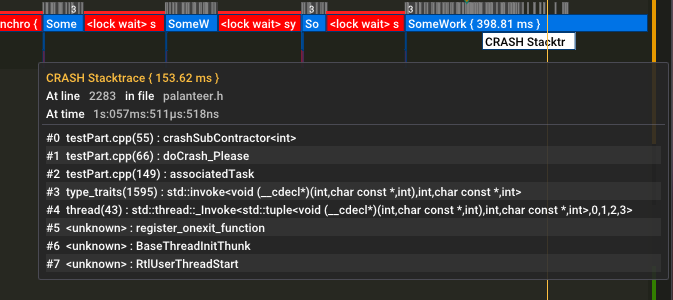 3 3 3
nchro { Some <lock wait> s SomeW <lock wait> sy So <lock wait> s SomeWork { 398.81 ms }
CRASH Stacktr
CRASH Stacktrace { 153.62 ms }
At line 2283 in file palanteer.h
At time 1s:057ms:511µs:518ns
#0 testPart.cpp(55) : crashSubContractor<int>
#1 testPart.cpp(66) : doCrash_Please
#2 testPart.cpp(149) : associatedTask
#3 type_traits(1595) : std::invoke<void (__cdecl*)(int,char const *,int),int,char const *,int>
#4 thread(43) : std::thread::_Invoke<std::tuple<void (__cdecl*)(int,char const *,int),int,char const *,int>,0,1,2,3>
#5 <unknown> : register_onexit_function
#6 <unknown> : BaseThreadInitThunk
#7 <unknown> : RtlUserThreadStart